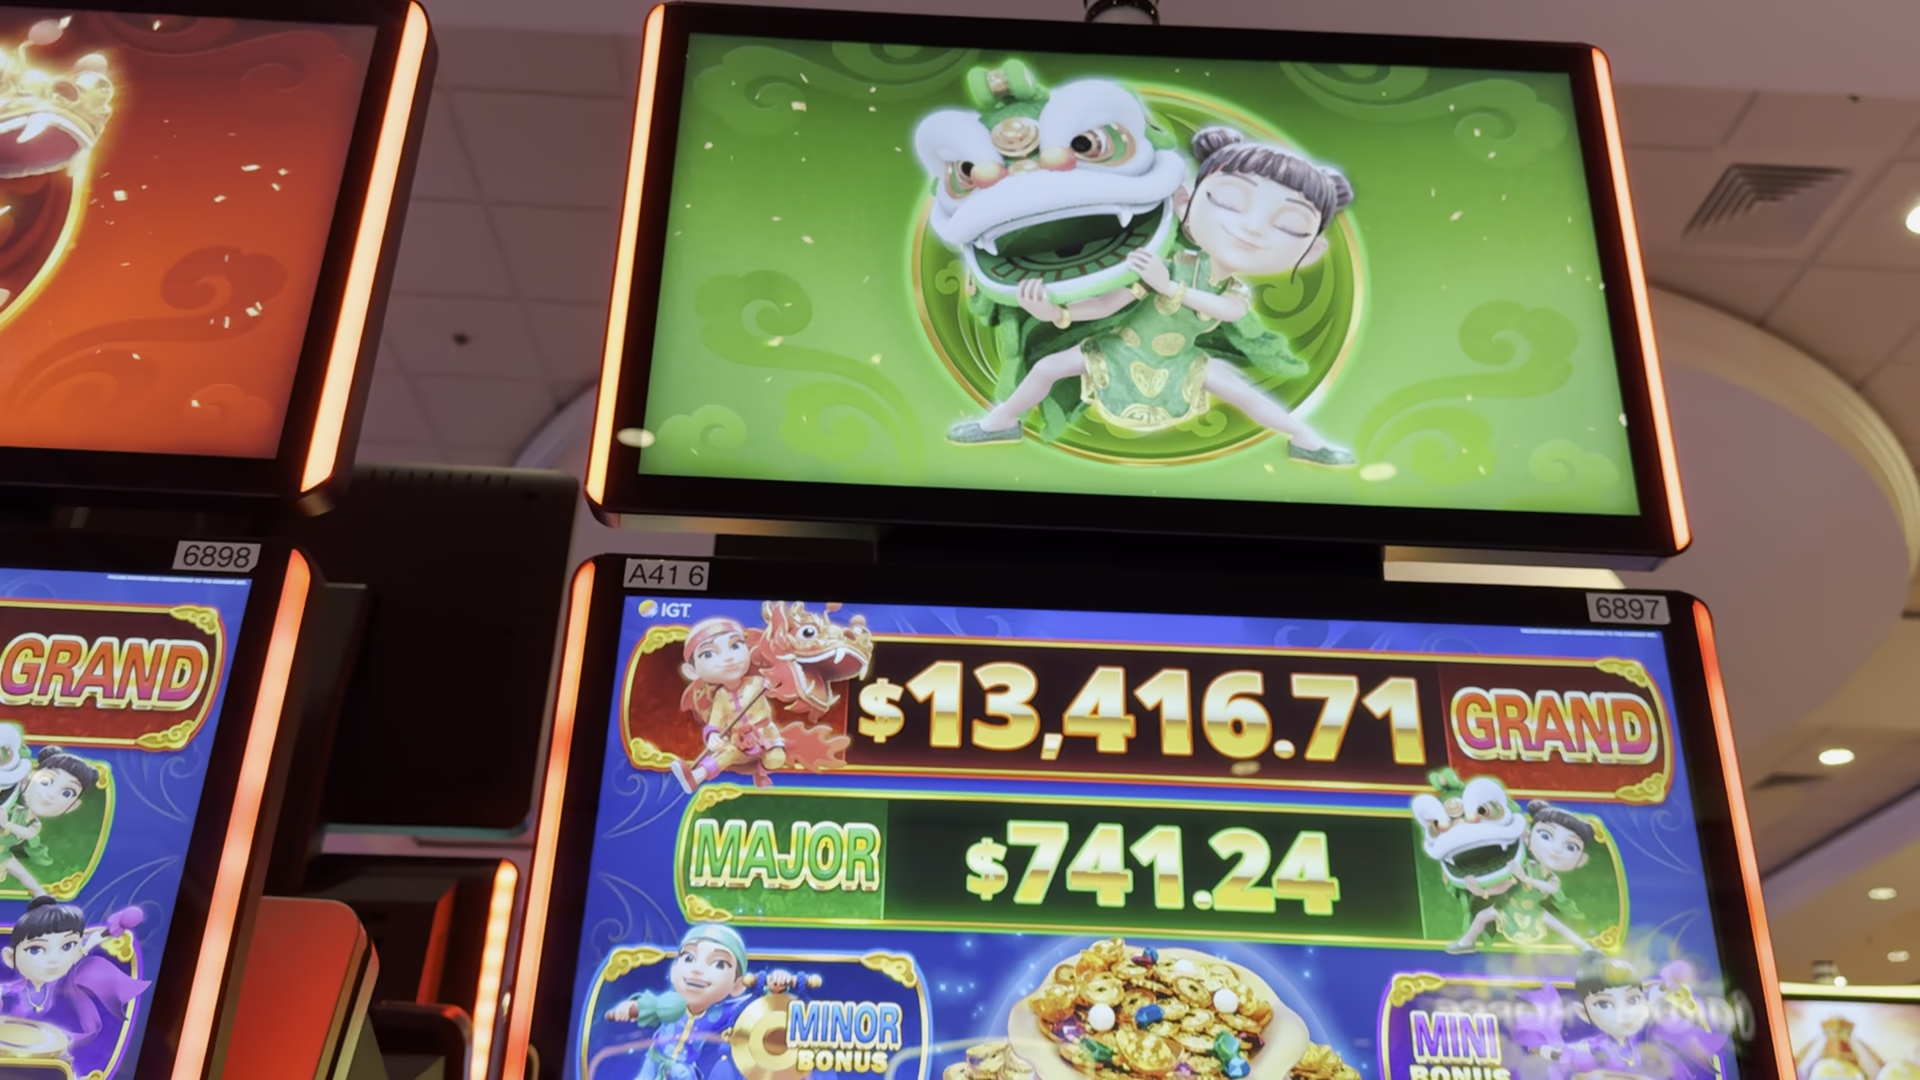 6898
GRAND
A41 6
6897
IGT
$13,416.71
GRAND
MAJOR
$741.24
MINOR
BONUS
MINI
BONUS